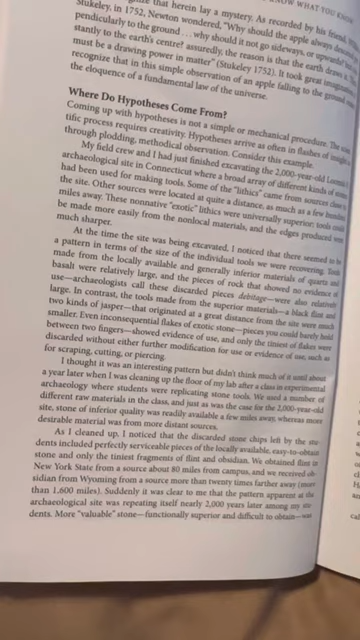 that herein lay a mystery. As recorded by his friend,
Stukeley, in 1752, Newton wondered, "Why should the apple always descend
pendicularly to the ground . . . why should it not go sideways, or upwards?
stantly to the earth's centre? assuredly, the reason is that the earth draws it.
must be a drawing power in matter" (Stukeley 1752). It took great imagination
recognize that in this simple observation of an apple falling to the ground
the eloquence of a fundamental law of the universe.
Where Do Hypotheses Come From?
Coming up with hypotheses is not a simple or mechanical procedure. The
tific process requires creativity. Hypotheses arrive as often in flashes of insight
through plodding, methodical observation. Consider this example.
My field crew and I had just finished excavating the 2,000-year-old
archaeological site in Connecticut where a broad array of different kinds of stone
had been used for making tools. Some of the "lithics" came from sources close
the site. Other sources were located at quite a distance, as much as a few hundred
miles away. These nonnative "exotic" lithics were universally superior; tools could
be made more easily from the nonlocal materials, and the edges produced were
much sharper.
At the time the site was being excavated, I noticed that there seemed to be
a pattern in terms of the size of the individual tools we were recovering. Tools
made from the locally available and generally inferior materials of quartz and
basalt were relatively large, and the pieces of rock that showed no evidence of
use—archaeologists call these discarded pieces debitage—were also relatively
large. In contrast, the tools made from the superior materials—a black flint and
two kinds of jasper—that originated at a great distance from the site were much
smaller. Even inconsequential flakes of exotic stone—pieces you could barely hold
between two fingers—showed evidence of use, and only the tiniest of flakes were
discarded without either further modification for use or evidence of use, such as
for scraping, cutting, or piercing.
I thought it was an interesting pattern but didn't think much of it until about
a year later when I was cleaning up the floor of my lab after a class in experimental
archaeology where students were replicating stone tools. We used a number of
different raw materials in the class, and just as was the case for the 2,000-year-old
site, stone of inferior quality was readily available a few miles away, whereas more
desirable material was from more distant sources.
As I cleaned up, I noticed that the discarded stone chips left by the stu-
dents included perfectly serviceable pieces of the locally available, easy-to-obtain
stone and only the tiniest fragments of flint and obsidian. We obtained flint in
New York State from a source about 80 miles from campus, and we received ob-
sidian from Wyoming from a source more than twenty times farther away (more
than 1,600 miles). Suddenly it was clear to me that the pattern apparent at the
archaeological site was repeating itself nearly 2,000 years later among my stu-
dents. More "valuable" stone—functionally superior and difficult to obtain—was